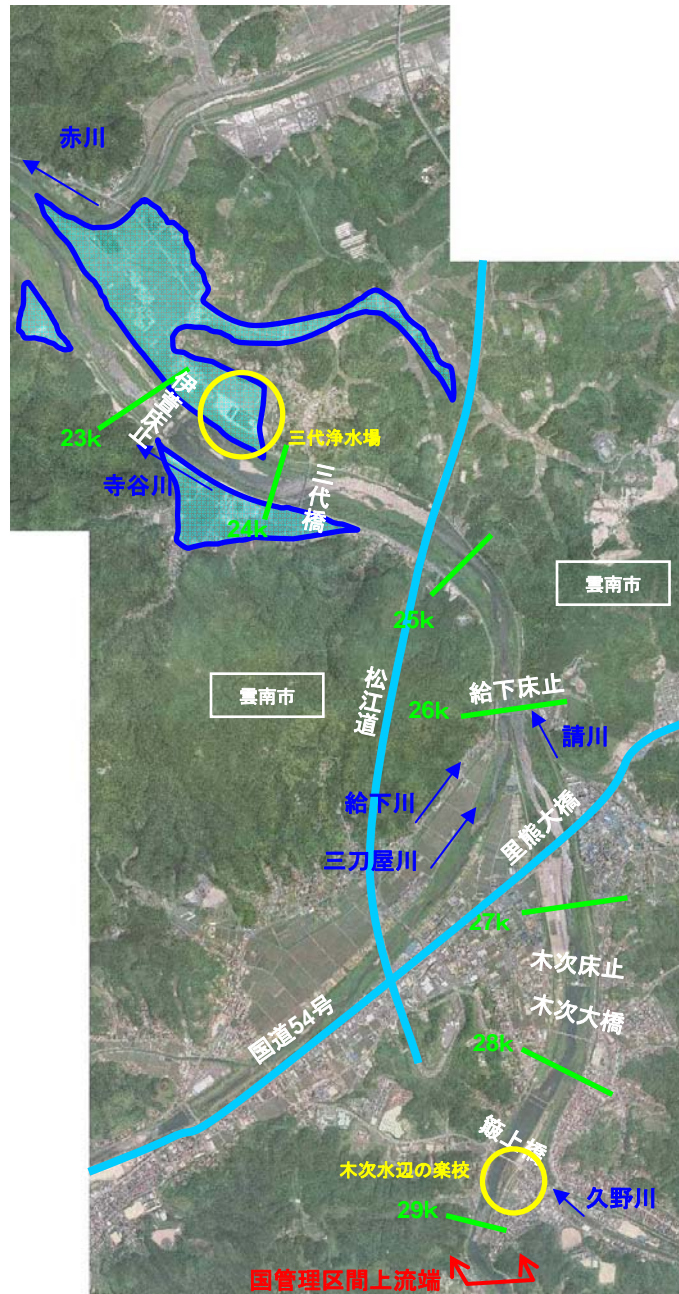 赤川
伊萱床止
23k
三代浄水場
寺谷川
三代橋
24k
雲南市
25k
雲南市
松江道
給下床止
26k
請川
給下川
里熊大橋
三刀屋川
27k
木次床止
木次大橋
国道54号
28k
簸上橋
木次水辺の楽校
久野川
29k
国管理区間上流端